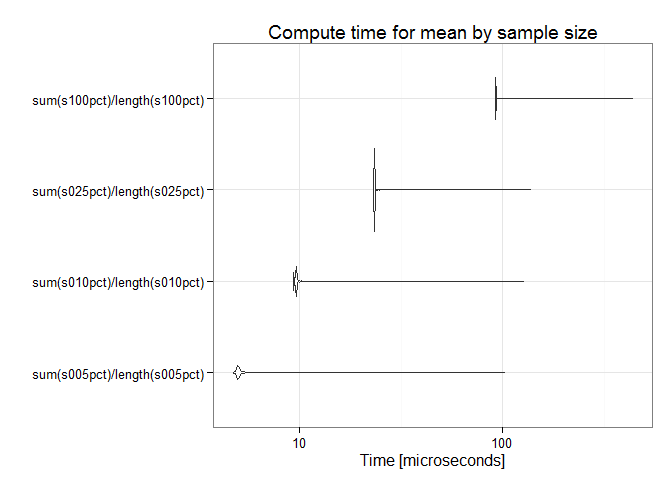 Compute time for mean by sample size
sum(s100pct)/length(s100pct)
sum(s025pct)/length(s025pct)
sum(s010pct)/length(s010pct)
sum(s005pct)/length(s005pct)
10 100
Time [microseconds]